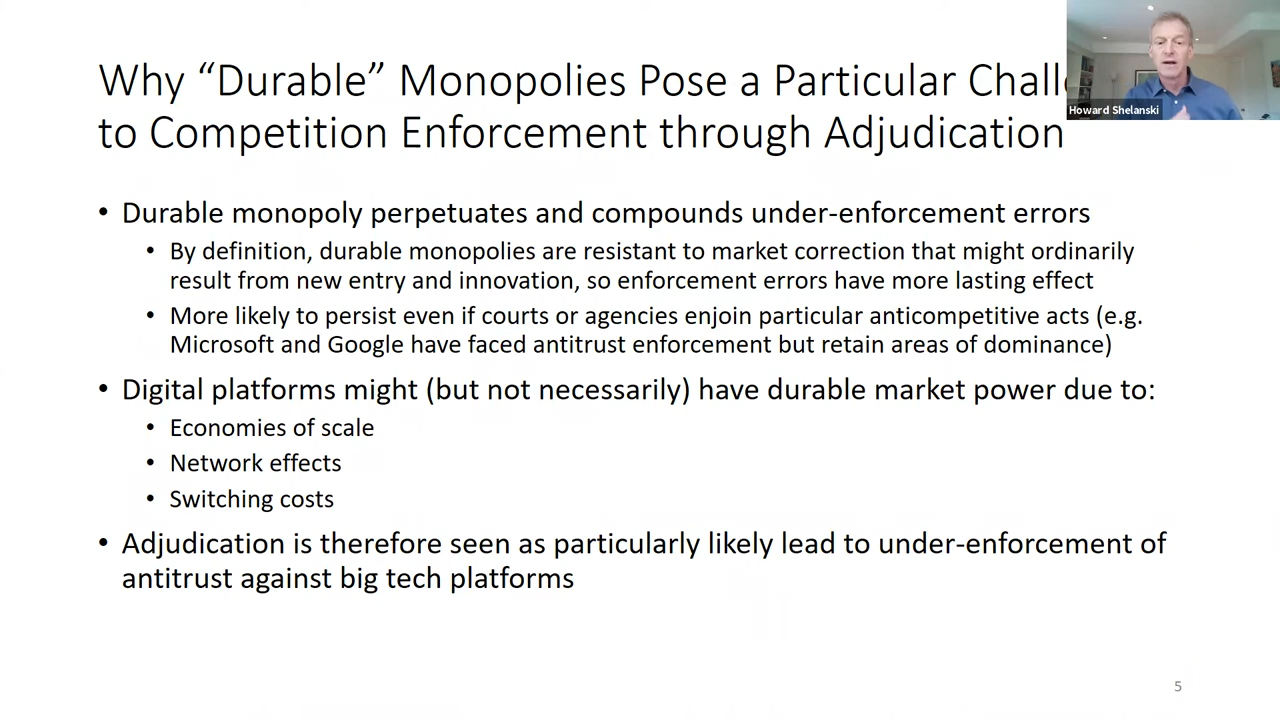 Why “Durable” Monopolies Pose a Particular Chall
to Competition Enforcement through Adjudication
Howard Shelanski
• Durable monopoly perpetuates and compounds under-enforcement errors
• By definition, durable monopolies are resistant to market correction that might ordinarily
result from new entry and innovation, so enforcement errors have more lasting effect
• More likely to persist even if courts or agencies enjoin particular anticompetitive acts (e.g.
Microsoft and Google have faced antitrust enforcement but retain areas of dominance)
• Digital platforms might (but not necessarily) have durable market power due to:
• Economies of scale
• Network effects
• Switching costs
• Adjudication is therefore seen as particularly likely lead to under-enforcement of
antitrust against big tech platforms
5